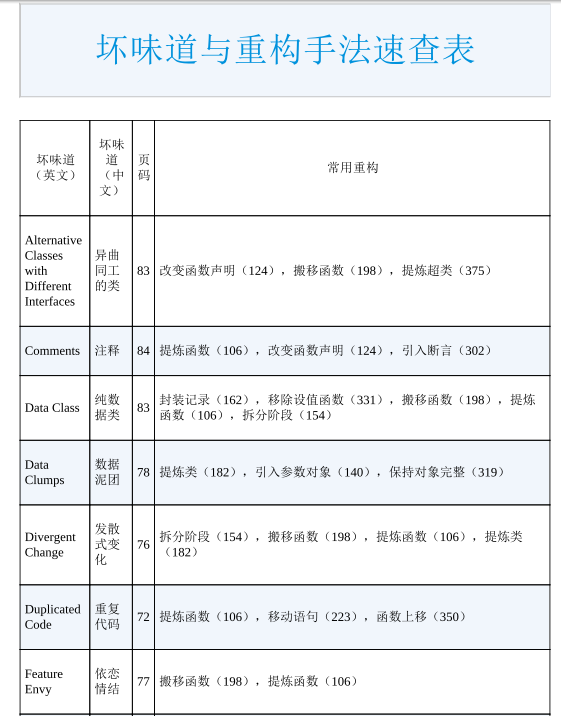 坏味道与重构手法速查表
坏味道
（英文）
坏味
道
（中
文）
页
码
常用重构
Alternative
Classes
with
Different
Interfaces
异曲
同工
的类
83
改变函数声明（124），搬移函数（198），提炼超类（375）
Comments
注释
84
提炼函数（106），改变函数声明（124），引入断言（302）
Data Class
纯数
据类
83
封装记录（162），移除设值函数（331），搬移函数（198），提炼
函数（106），拆分阶段（154）
Data
Clumps
数据
泥团
78
提炼类（182），引入参数对象（140），保持对象完整（319）
Divergent
Change
发散
式变
化
76
拆分阶段（154），搬移函数（198），提炼函数（106），提炼类
（182）
Duplicated
Code
重复
代码
72
提炼函数（106），移动语句（223），函数上移（350）
Feature
Envy
依恋
情结
77
搬移函数（198），提炼函数（106）